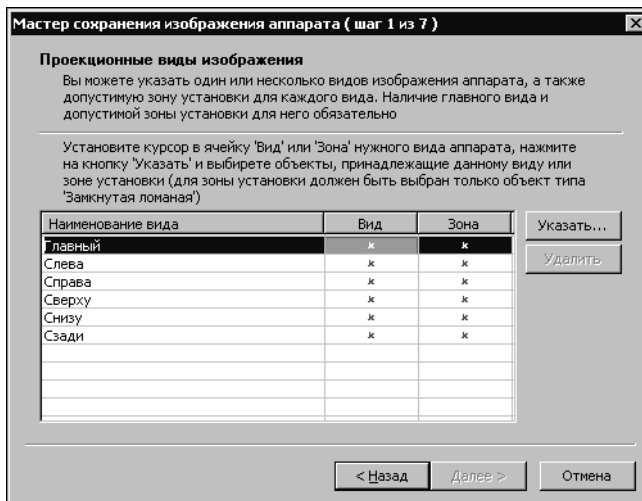 Мастер сохранения изображения аппарата ( шаг 1 из 7 )
Проекционные виды изображения
Вы можете указать один или несколько видов изображения аппарата, а также
допустимую зону установки для каждого вида. Наличие главного вида и
допустимой зоны установки для него обязательно
Установите курсор в ячейку 'Вид' или 'Зона' нужного вида аппарата, нажмите
на кнопку 'Указать' и выбирете объекты, принадлежащие данному виду или
зоне установки (для зоны установки должен быть выбран только объект типа
'Замкнутая ломаная')
Наименование вида Вид Зона Указать...
Главный
Удалить
Слева
Справа
Сверху
Снизу
Сзади
< Назад Далее > Отмена